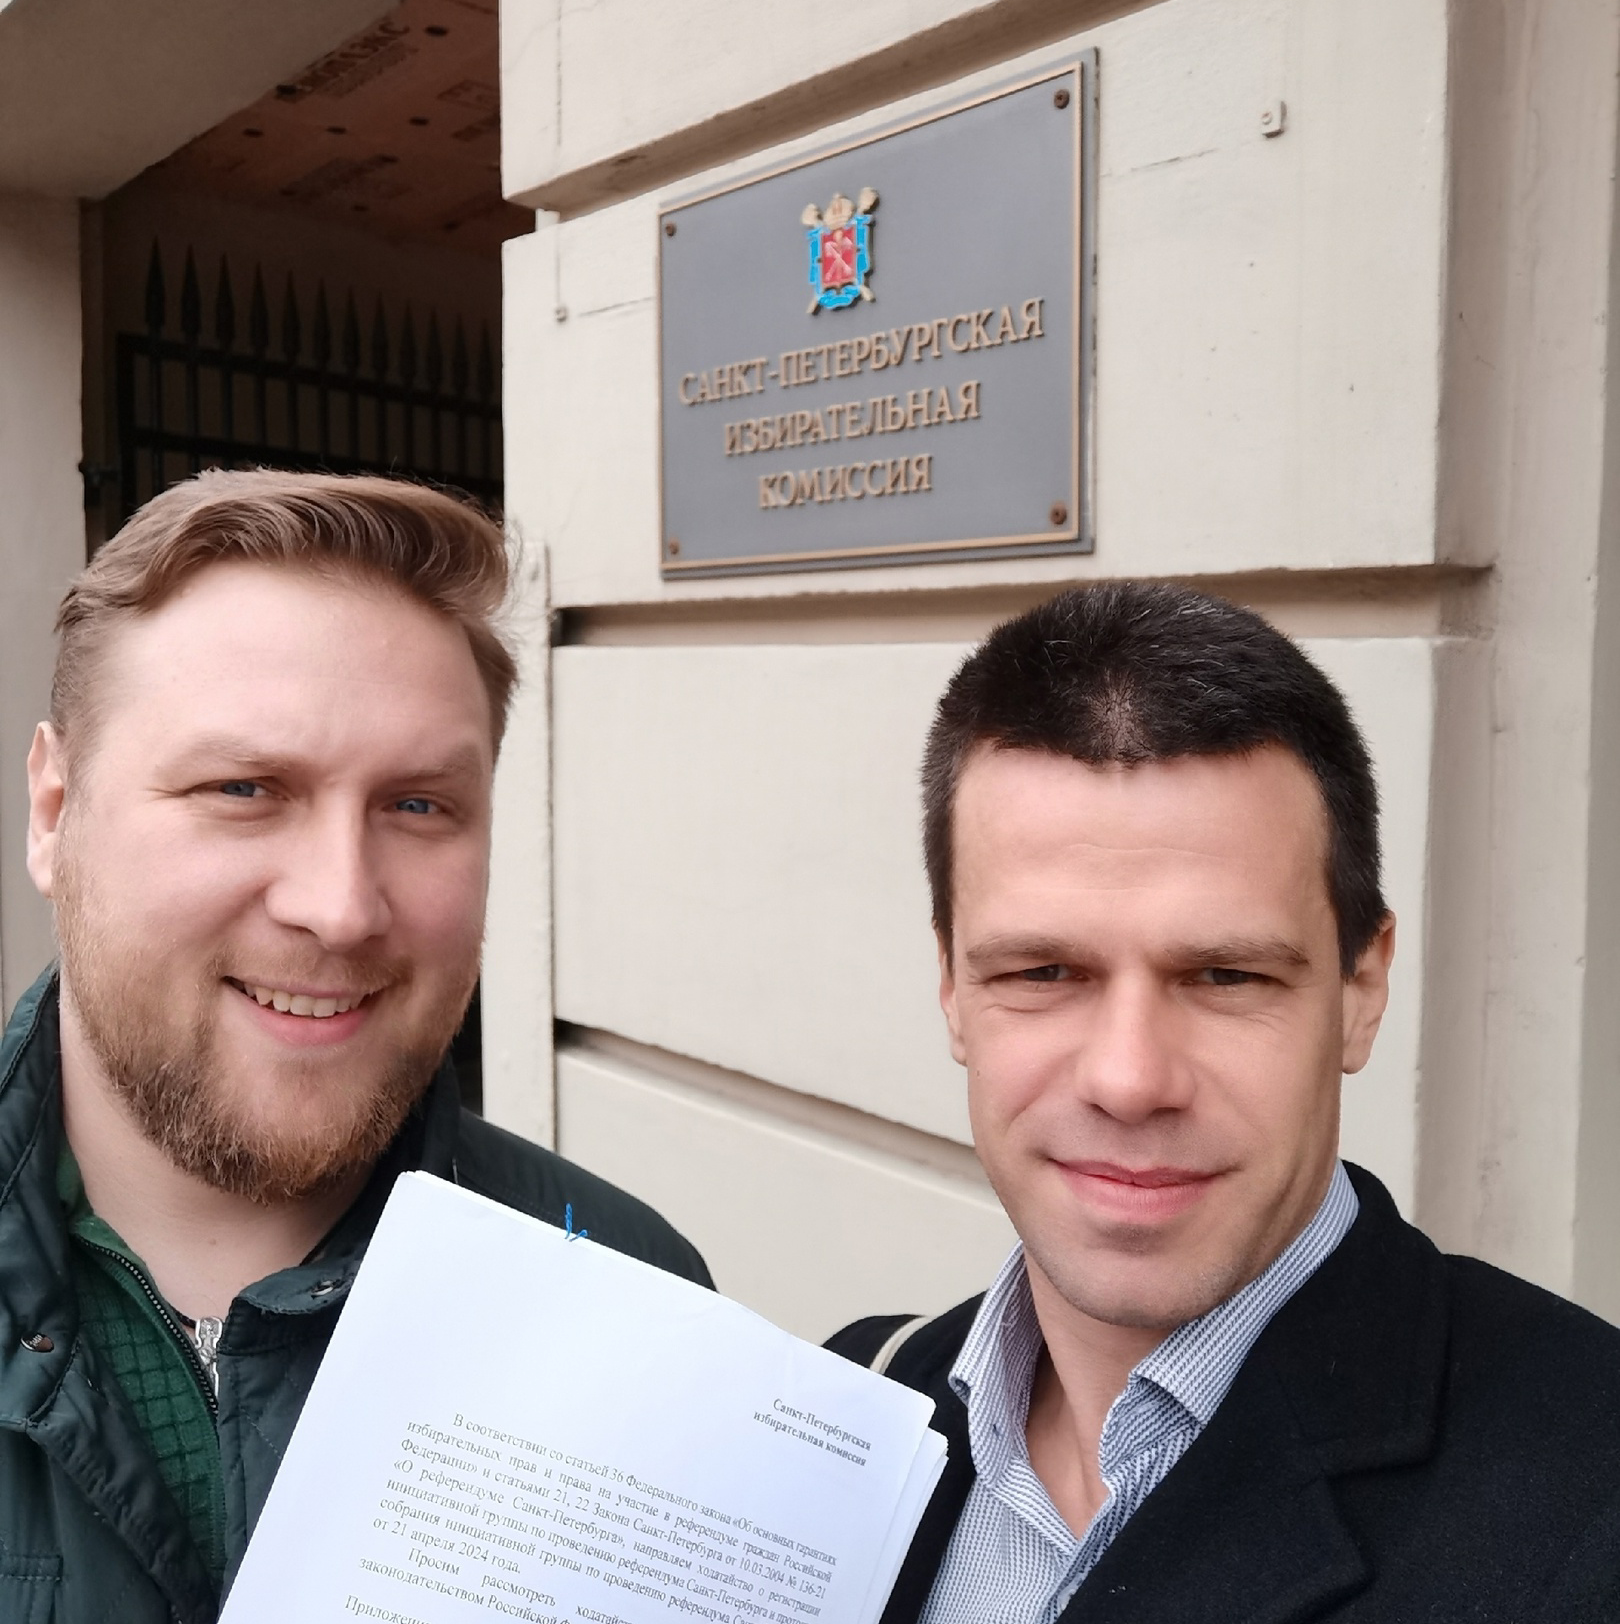 САНКТ-ПЕТЕРБУРГСКАЯ
ИЗБИРАТЕЛЬНАЯ
КОМИССИЯ
Санкт-Петербургская
избирательная комиссия
В соответствии со статьей 36 Федерального закона «Об основных гарантиях
избирательных прав и права на участие в референдуме граждан Российской
Федерации» и статьями 21, 22 Закона Санкт-Петербурга от 10.03.2004 № 136-21
«О референдуме Санкт-Петербурга», направляем ходатайство о регистрации
инициативной группы по проведению референдума Санкт-Петербурга и
собрания инициативной группы по проведению референдума
от 21 апреля 2024 года.
Просим рассмотреть
законодательством Российской